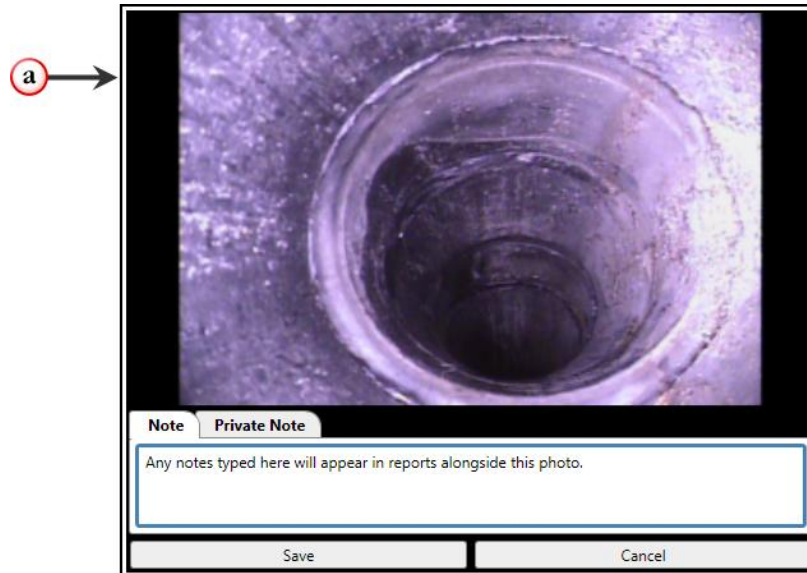 a
Note Private Note
Any notes typed here will appear in reports alongside this photo.
Save Cancel